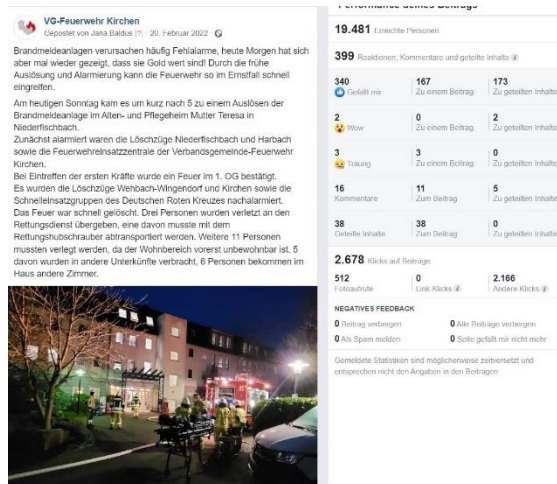 VG-Feuerwehr Kirchen
Gepostet von Jana Baldus [?] · 20. Februar 2022 ·
Brandmeldeanlagen verursachen häufig Fehlalarme, heute Morgen hat sich
aber mal wieder gezeigt, dass sie Gold wert sind! Durch die frühe
Auslösung und Alarmierung kann die Feuerwehr so im Ernstfall schnell
eingreifen.
Am heutigen Sonntag kam es um kurz nach 5 zu einem Auslösen der
Brandmeldeanlage im Alten- und Pflegeheim Mutter Teresa in
Niederfischbach.
Zunächst alarmiert waren die Löschzüge Niederfischbach und Harbach
sowie die Feuerwehreinsatzzentrale der Verbandsgemeinde-Feuerwehr
Kirchen.
Bei Eintreffen der ersten Kräfte wurde ein Feuer im 1. OG bestätigt.
Es wurden die Löschzüge Wehbach-Wingendorf und Kirchen sowie die
Schnelleinsatzgruppen des Deutschen Roten Kreuzes nachalarmiert.
Das Feuer war schnell gelöscht. Drei Personen wurden verletzt an den
Rettungsdienst übergeben, eine davon musste mit dem
Rettungshubschrauber abtransportiert werden. Weitere 11 Personen
mussten verlegt werden, da der Wohnbereich vorerst unbewohnbar ist. 5
davon wurden in andere Unterkünfte verbracht, 6 Personen bekommen im
Haus andere Zimmer.
Performance deines Beitrags
19.481 Erreichte Personen
399 Reaktionen, Kommentare und geteilte Inhalte
340 167 173
Gefällt mir Zu einem Beitrag Zu geteilten Inhalten
2 0 2
Wow Zu einem Beitrag Zu geteilten Inhalten
3 3 0
Traurig Zu einem Beitrag Zu geteilten Inhalten
16 11 5
Kommentare Zum Beitrag Zu geteilten Inhalten
38 38 0
Geteilte Inhalte Zum Beitrag Zu geteilten Inhalten
2.678 Klicks auf Beiträge
512 0 2.166
Fotoaufrufe Link Klicks Andere Klicks
NEGATIVES FEEDBACK
0 Beitrag verbergen 0 Alle Beiträge verbergen
0 Als Spam melden 0 Seite gefällt mir nicht mehr
Gemeldete Statistiken sind möglicherweise zeitversetzt und
entsprechen nicht den Angaben in den Beiträgen